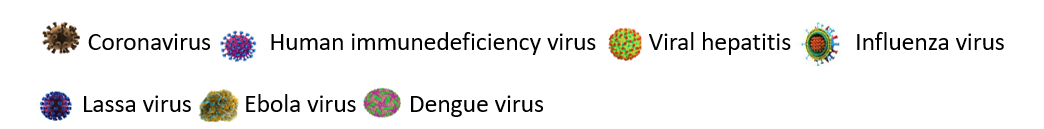 Coronavirus Human immunedeficiency virus Viral hepatitis Influenza virus
Lassa virus Ebola virus Dengue virus